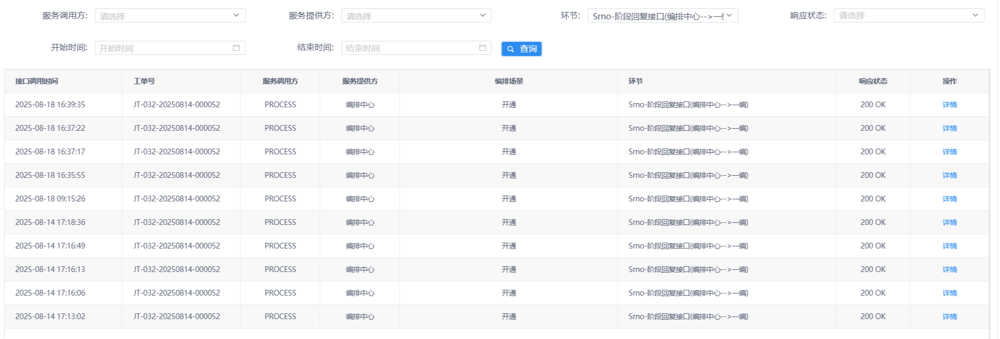 服务调用方: 请选择 服务提供方: 请选择 环节: Srno-阶段回复接口(编排中心-->一 响应状态: 请选择
开始时间: 开始时间 结束时间: 结束时间 查询
接口调用时间 工单号 服务调用方 服务提供方 编排场景 环节 响应状态 操作
2025-08-18 16:39:35 JT-032-20250814-000052 PROCESS 编排中心 开通 Srno-阶段回复接口(编排中心-->一编) 200 OK 详情
2025-08-18 16:37:22 JT-032-20250814-000052 PROCESS 编排中心 开通 Srno-阶段回复接口(编排中心-->一编) 200 OK 详情
2025-08-18 16:37:17 JT-032-20250814-000052 PROCESS 编排中心 开通 Srno-阶段回复接口(编排中心-->一编) 200 OK 详情
2025-08-18 16:35:55 JT-032-20250814-000052 PROCESS 编排中心 开通 Srno-阶段回复接口(编排中心-->一编) 200 OK 详情
2025-08-18 09:15:26 JT-032-20250814-000052 PROCESS 编排中心 开通 Srno-阶段回复接口(编排中心-->一编) 200 OK 详情
2025-08-14 17:18:36 JT-032-20250814-000052 PROCESS 编排中心 开通 Srno-阶段回复接口(编排中心-->一编) 200 OK 详情
2025-08-14 17:16:49 JT-032-20250814-000052 PROCESS 编排中心 开通 Srno-阶段回复接口(编排中心-->一编) 200 OK 详情
2025-08-14 17:16:13 JT-032-20250814-000052 PROCESS 编排中心 开通 Srno-阶段回复接口(编排中心-->一编) 200 OK 详情
2025-08-14 17:16:06 JT-032-20250814-000052 PROCESS 编排中心 开通 Srno-阶段回复接口(编排中心-->一编) 200 OK 详情
2025-08-14 17:13:02 JT-032-20250814-000052 PROCESS 编排中心 开通 Srno-阶段回复接口(编排中心-->一编) 200 OK 详情